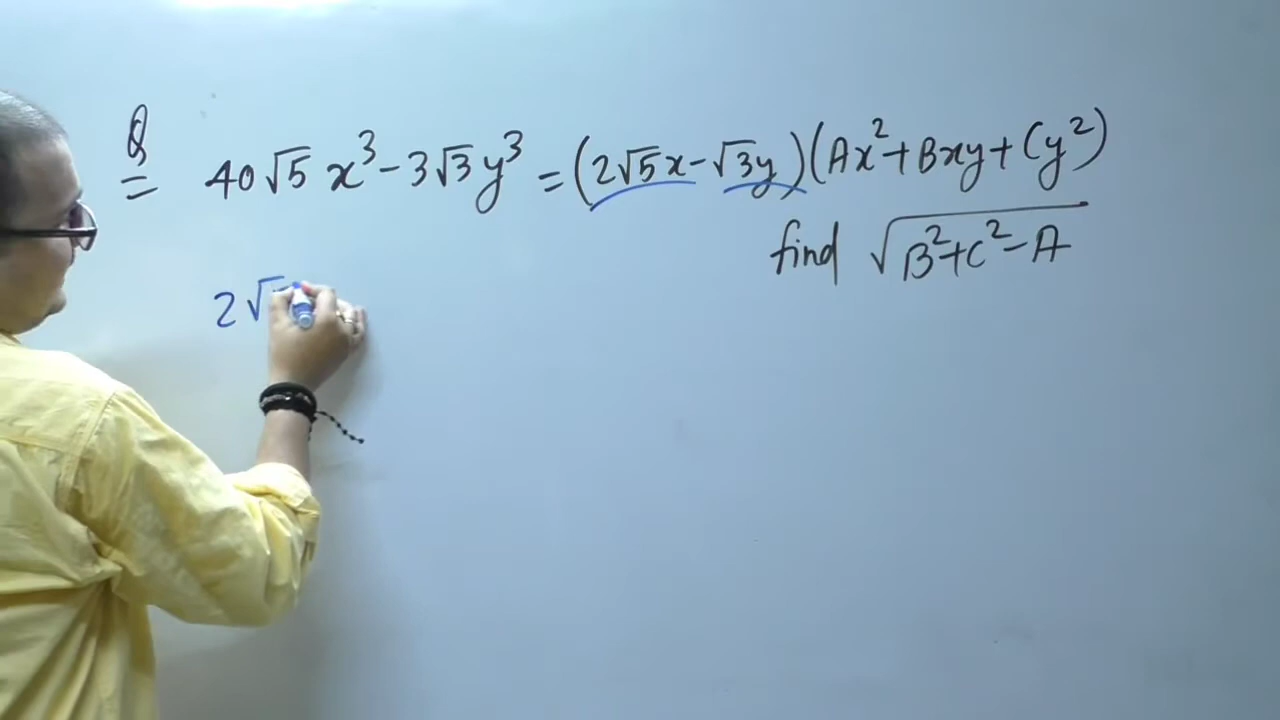 Q 40√5 x³ - 3√3 y³ = (2√5x - √3y)(Ax² + Bxy + Cy²)
find √(B² + C² - A)
2√